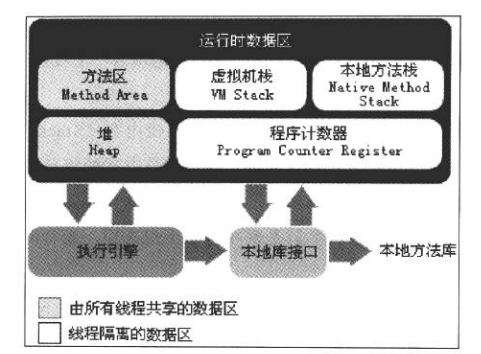 运行时数据区
方法区
Method Area
虚拟机栈
VM Stack
本地方法栈
Native Method
Stack
堆
Heap
程序计数器
Program Counter Register
执行引擎
本地库接口
本地方法库
由所有线程共享的数据区
线程隔离的数据区